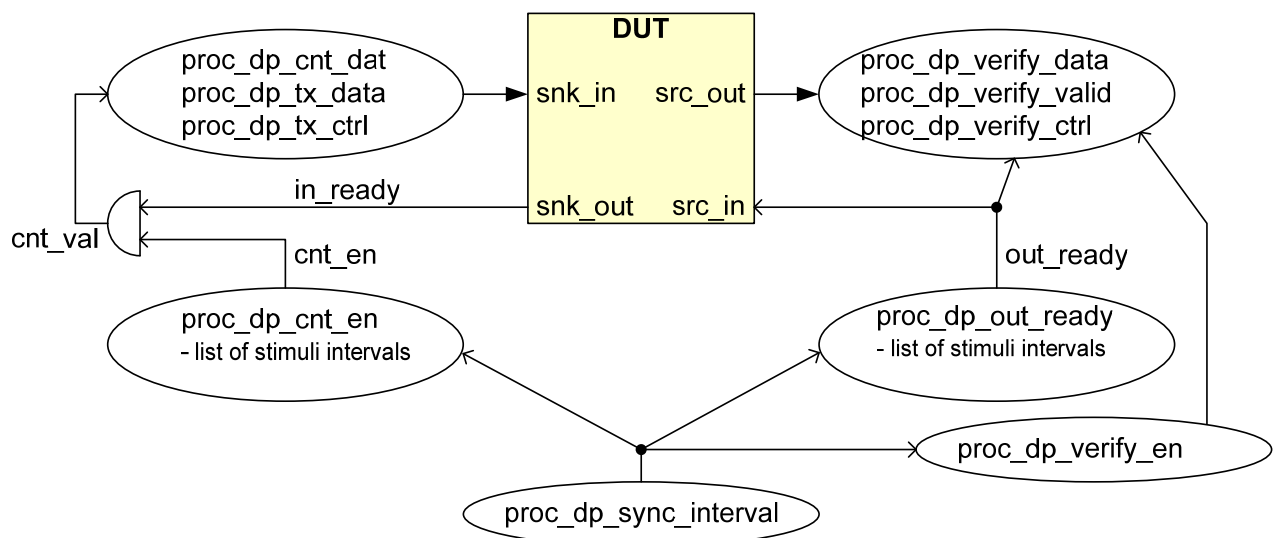 DUT
proc_dp_cnt_dat
proc_dp_tx_data
proc_dp_tx_ctrl
snk_in
src_out
proc_dp_verify_data
proc_dp_verify_valid
proc_dp_verify_ctrl
in_ready
snk_out
src_in
cnt_val
cnt_en
out_ready
proc_dp_cnt_en
- list of stimuli intervals
proc_dp_out_ready
- list of stimuli intervals
proc_dp_verify_en
proc_dp_sync_interval